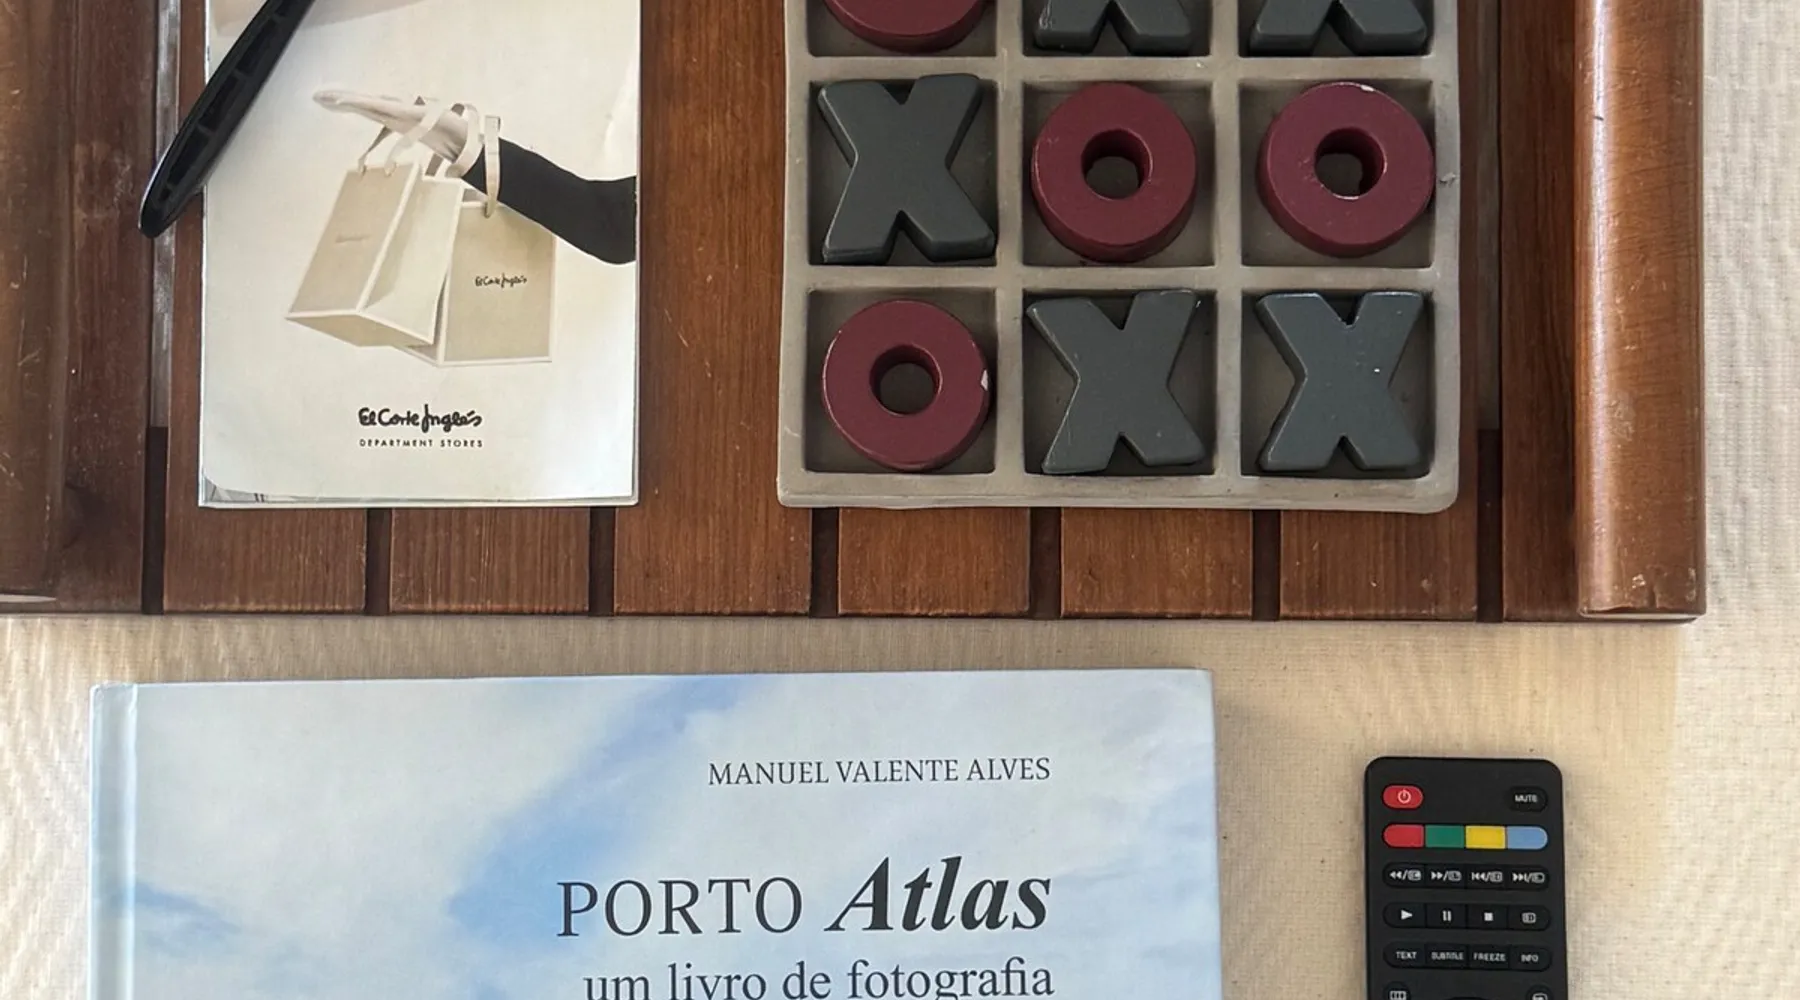 El Corte Inglés
El Corte Inglés
DEPARTMENT STORES
X X
X O O
O X X
MANUEL VALENTE ALVES
PORTO Atlas
um livro de fotografia
MUTE
TEXT SUBTITLE FREEZE INFO